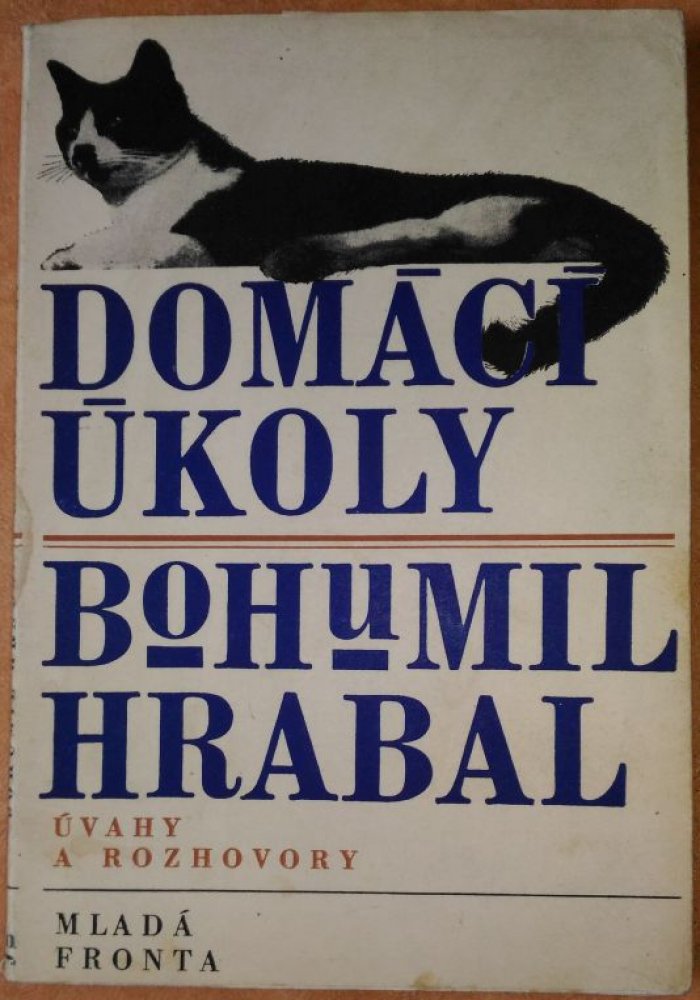 DOMÁCÍ
ÚKOLY
BOHUMIL
HRABAL
ÚVAHY
A ROZHOVORY
MLADÁ
FRONTA